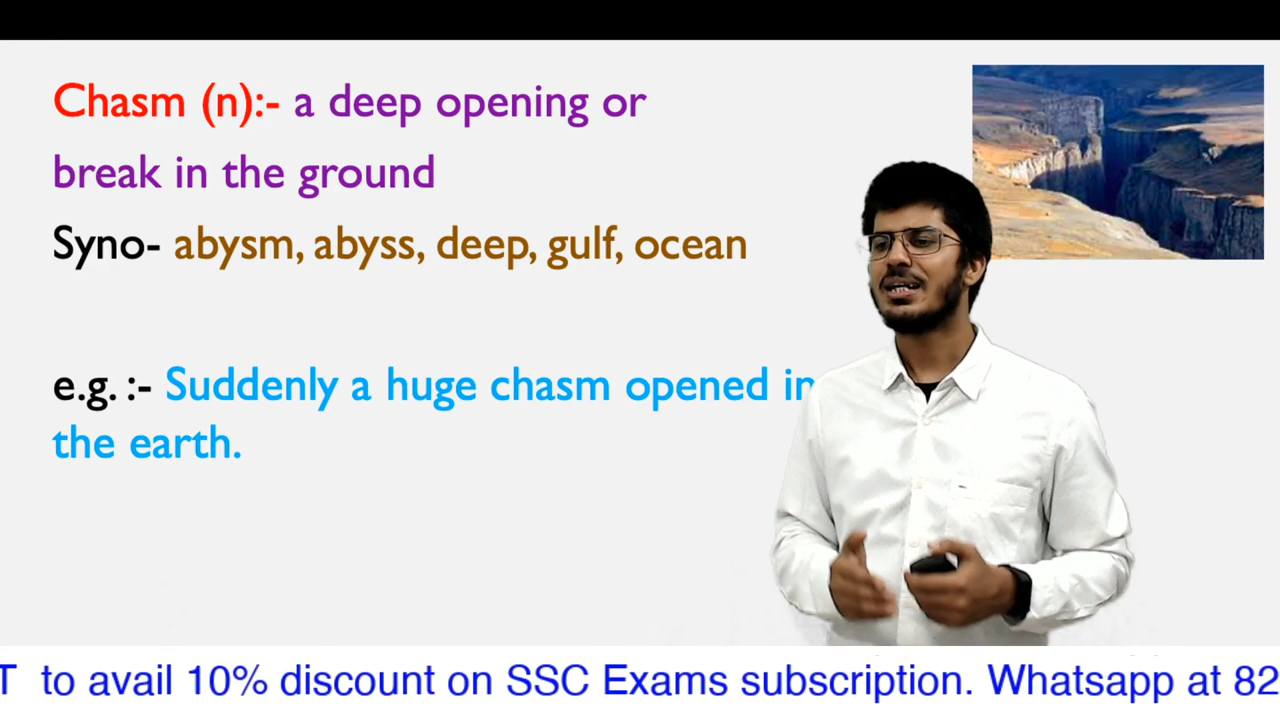 Chasm (n):- a deep opening or
break in the ground
Syno- abysm, abyss, deep, gulf, ocean
e.g. :- Suddenly a huge chasm opened in
the earth.
T to avail 10% discount on SSC Exams subscription. Whatsapp at 82